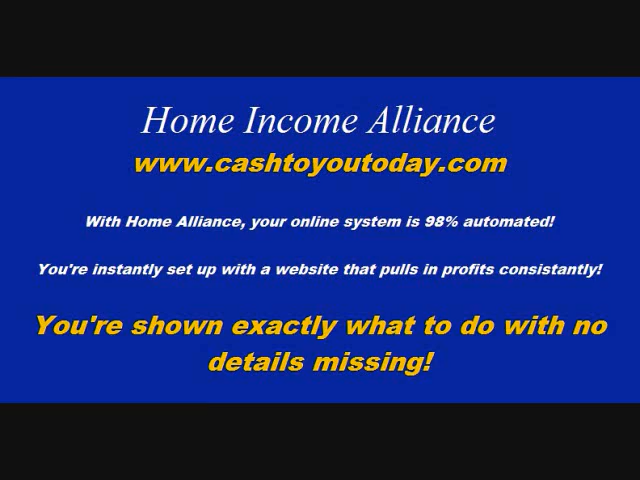 Home Income Alliance
www.cashtoyoutoday.com
With Home Alliance, your online system is 98% automated!
You're instantly set up with a website that pulls in profits consistantly!
You're shown exactly what to do with no
details missing!